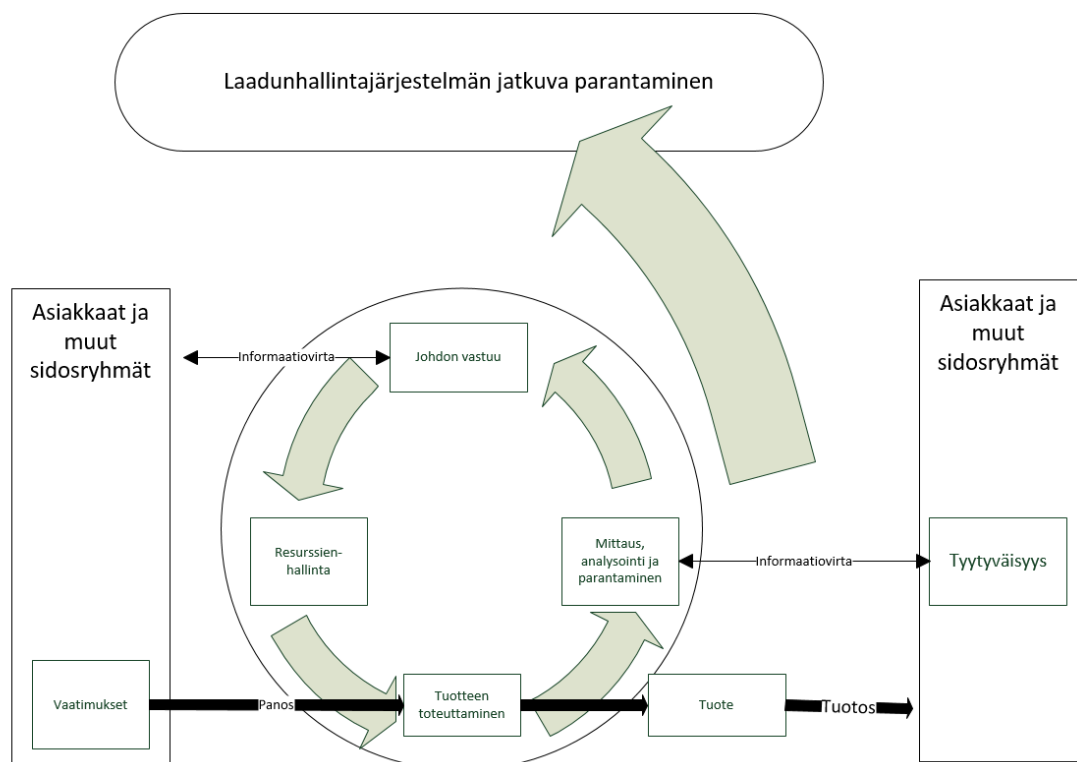 Laadunhallintajärjestelmän jatkuva parantaminen
Asiakkaat ja
muut
sidosryhmät
Informaatiovirta
Johdon vastuu
Asiakkaat ja
muut
sidosryhmät
Resurssien-
hallinta
Mittaus,
analysointi ja
parantaminen
Informaatiovirta
Tyytyväisyys
Vaatimukset
Panos
Tuotteen
toteuttaminen
Tuote
Tuotos